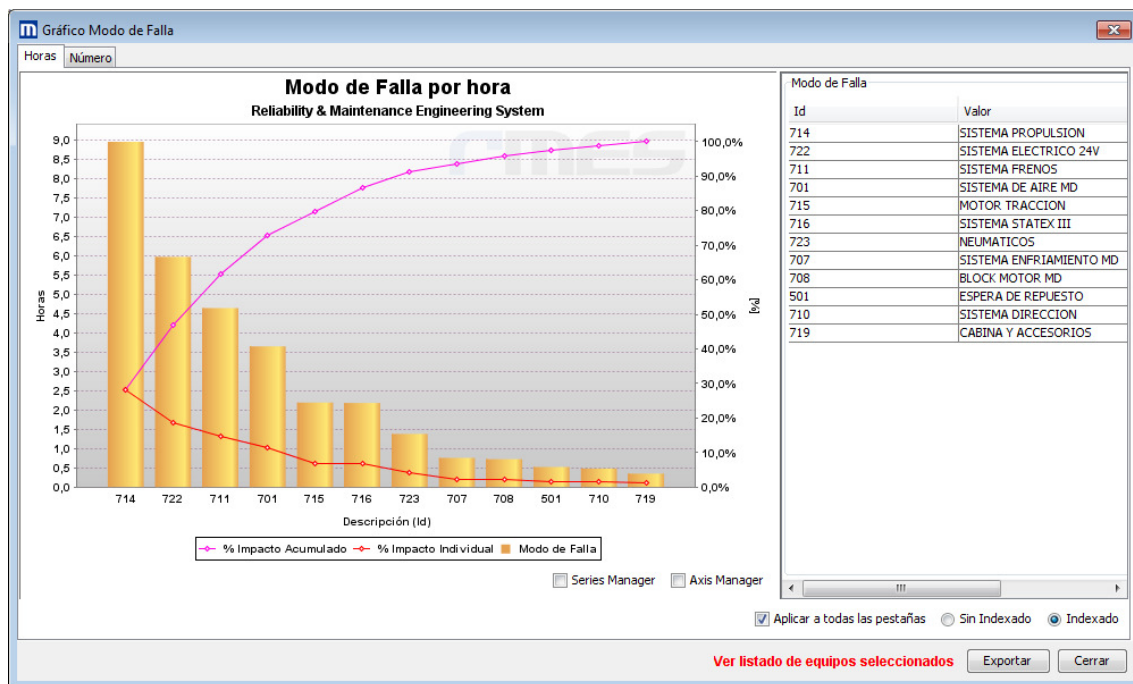 m Gráfico Modo de Falla
Horas Número
Modo de Falla por hora
Reliability & Maintenance Engineering System
rmes
9,0
8,5
8,0
7,5
7,0
6,5
6,0
5,5
5,0
4,5
4,0
3,5
3,0
2,5
2,0
1,5
1,0
0,5
0,0
Horas
100,0%
90,0%
80,0%
70,0%
60,0%
50,0%
40,0%
30,0%
20,0%
10,0%
0,0%
[%]
714 722 711 701 715 716 723 707 708 501 710 719
Descripción (Id)
% Impacto Acumulado % Impacto Individual Modo de Falla
Series Manager Axis Manager
Modo de Falla
Id Valor
714 SISTEMA PROPULSION
722 SISTEMA ELECTRICO 24V
711 SISTEMA FRENOS
701 SISTEMA DE AIRE MD
715 MOTOR TRACCION
716 SISTEMA STATEX III
723 NEUMATICOS
707 SISTEMA ENFRIAMIENTO MD
708 BLOCK MOTOR MD
501 ESPERA DE REPUESTO
710 SISTEMA DIRECCION
719 CABINA Y ACCESORIOS
Aplicar a todas las pestañas Sin Indexado Indexado
Ver listado de equipos seleccionados Exportar Cerrar